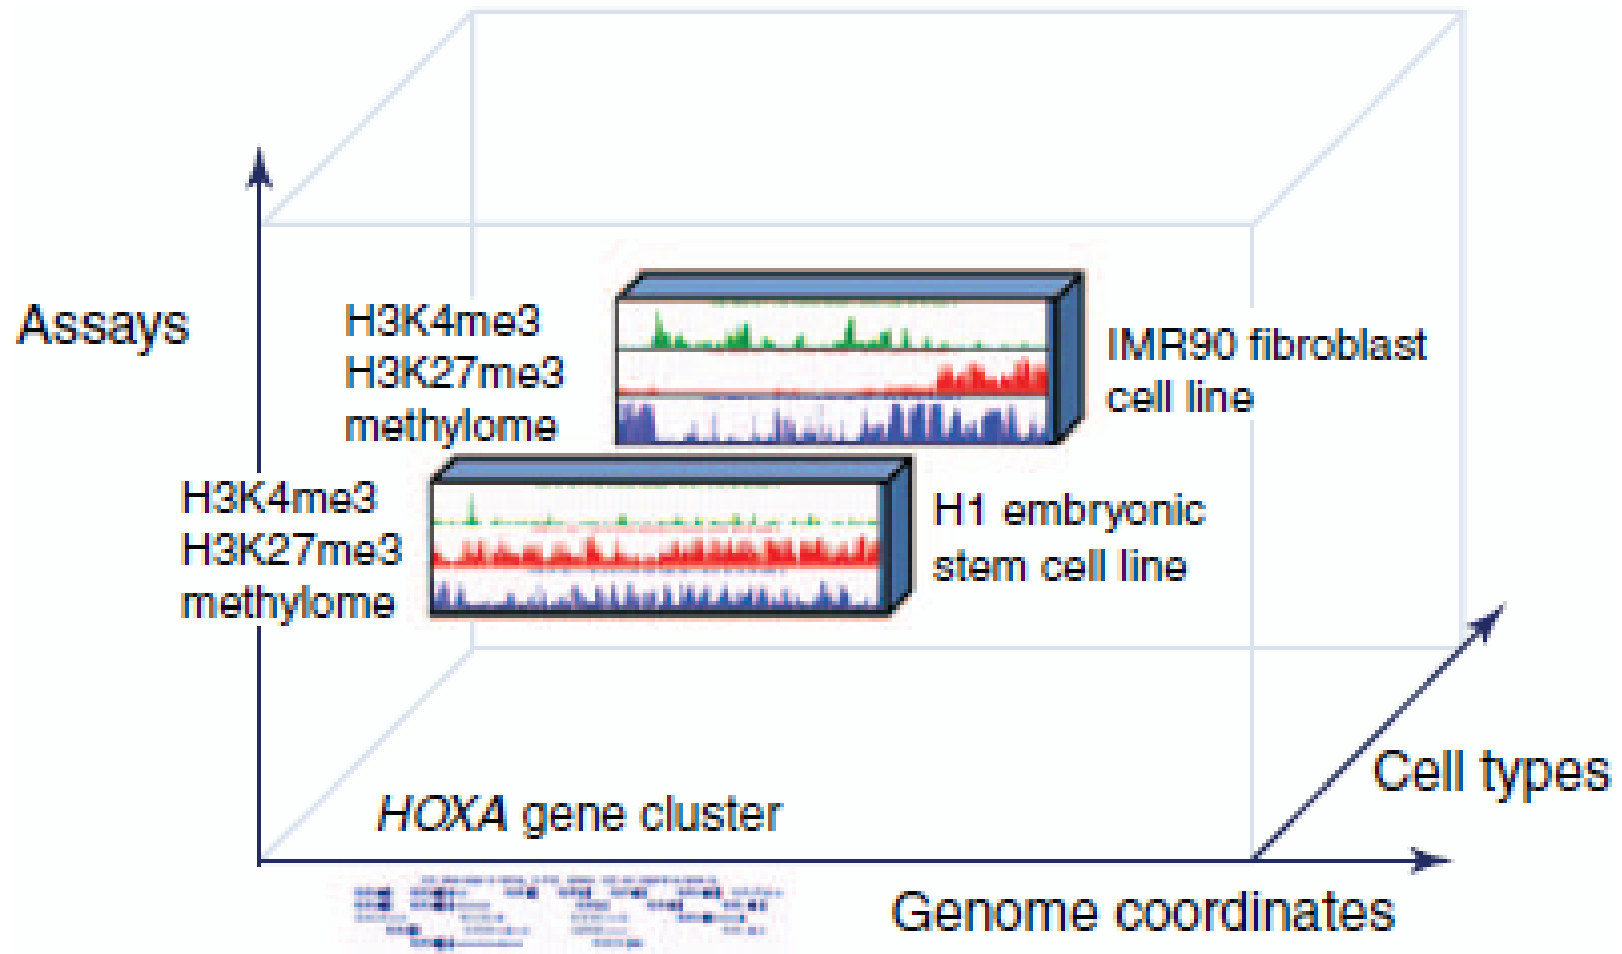 Assays
H3K4me3
H3K27me3
methylome
IMR90 fibroblast
cell line
H3K4me3
H3K27me3
methylome
H1 embryonic
stem cell line
Cell types
HOXA gene cluster
Genome coordinates